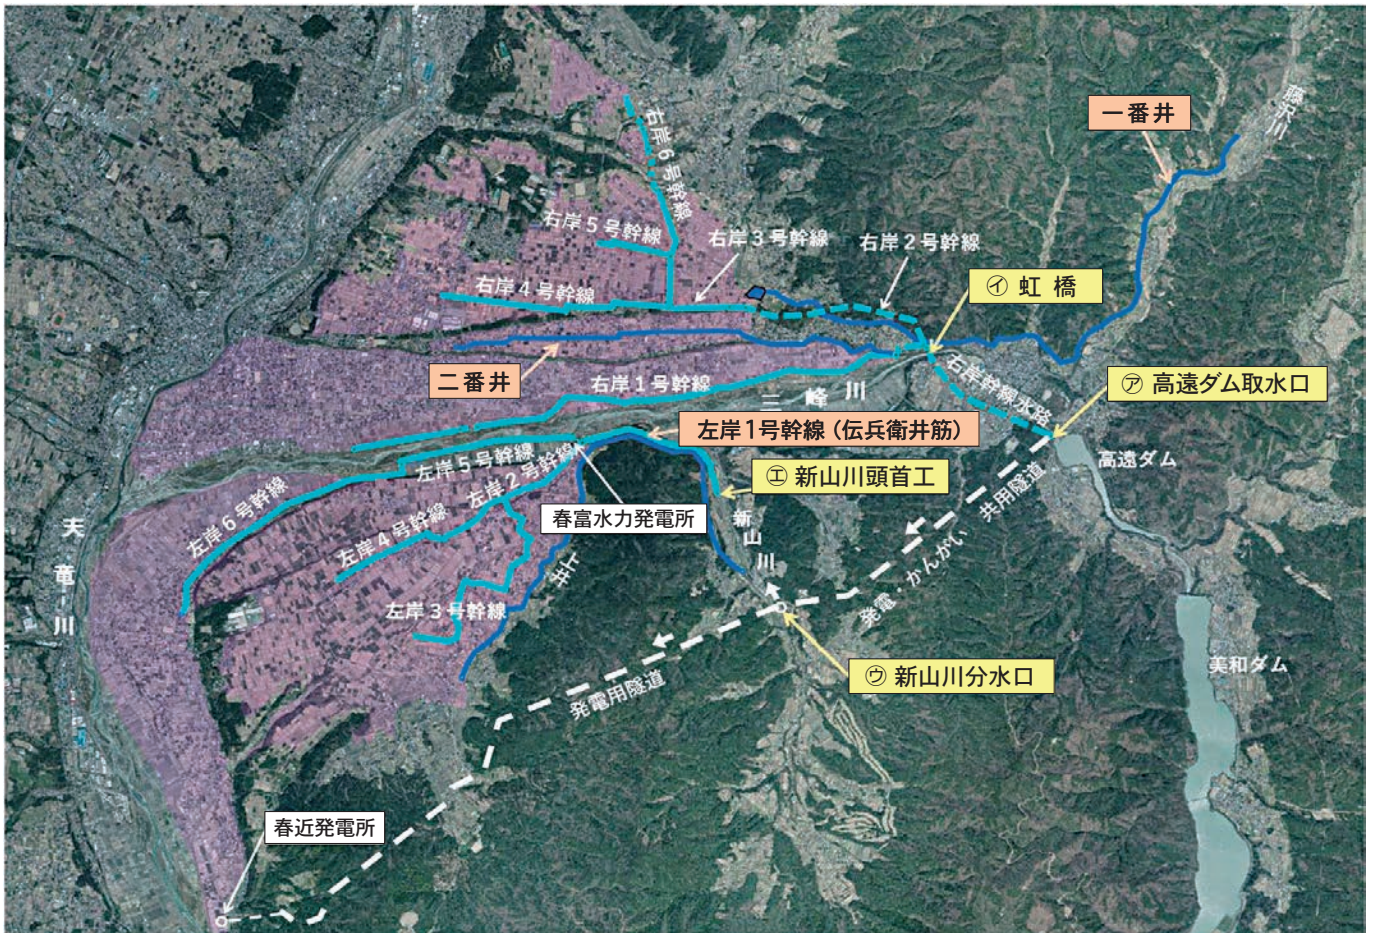 藤沢川
一番井
右岸6号幹線
右岸5号幹線
右岸3号幹線
右岸2号幹線
㋑ 虹橋
右岸4号幹線
二番井
右岸1号幹線
三峰川
右岸幹線水路
㋐ 高遠ダム取水口
左岸1号幹線（伝兵衛井筋）
高遠ダム
左岸5号幹線
左岸2号幹線
㋓ 新山川頭首工
左岸6号幹線
左岸4号幹線
春富水力発電所
新山川
発電・かんがい 共用隧道
天竜川
上井
左岸3号幹線
美和ダム
㋒ 新山川分水口
発電用隧道
春近発電所